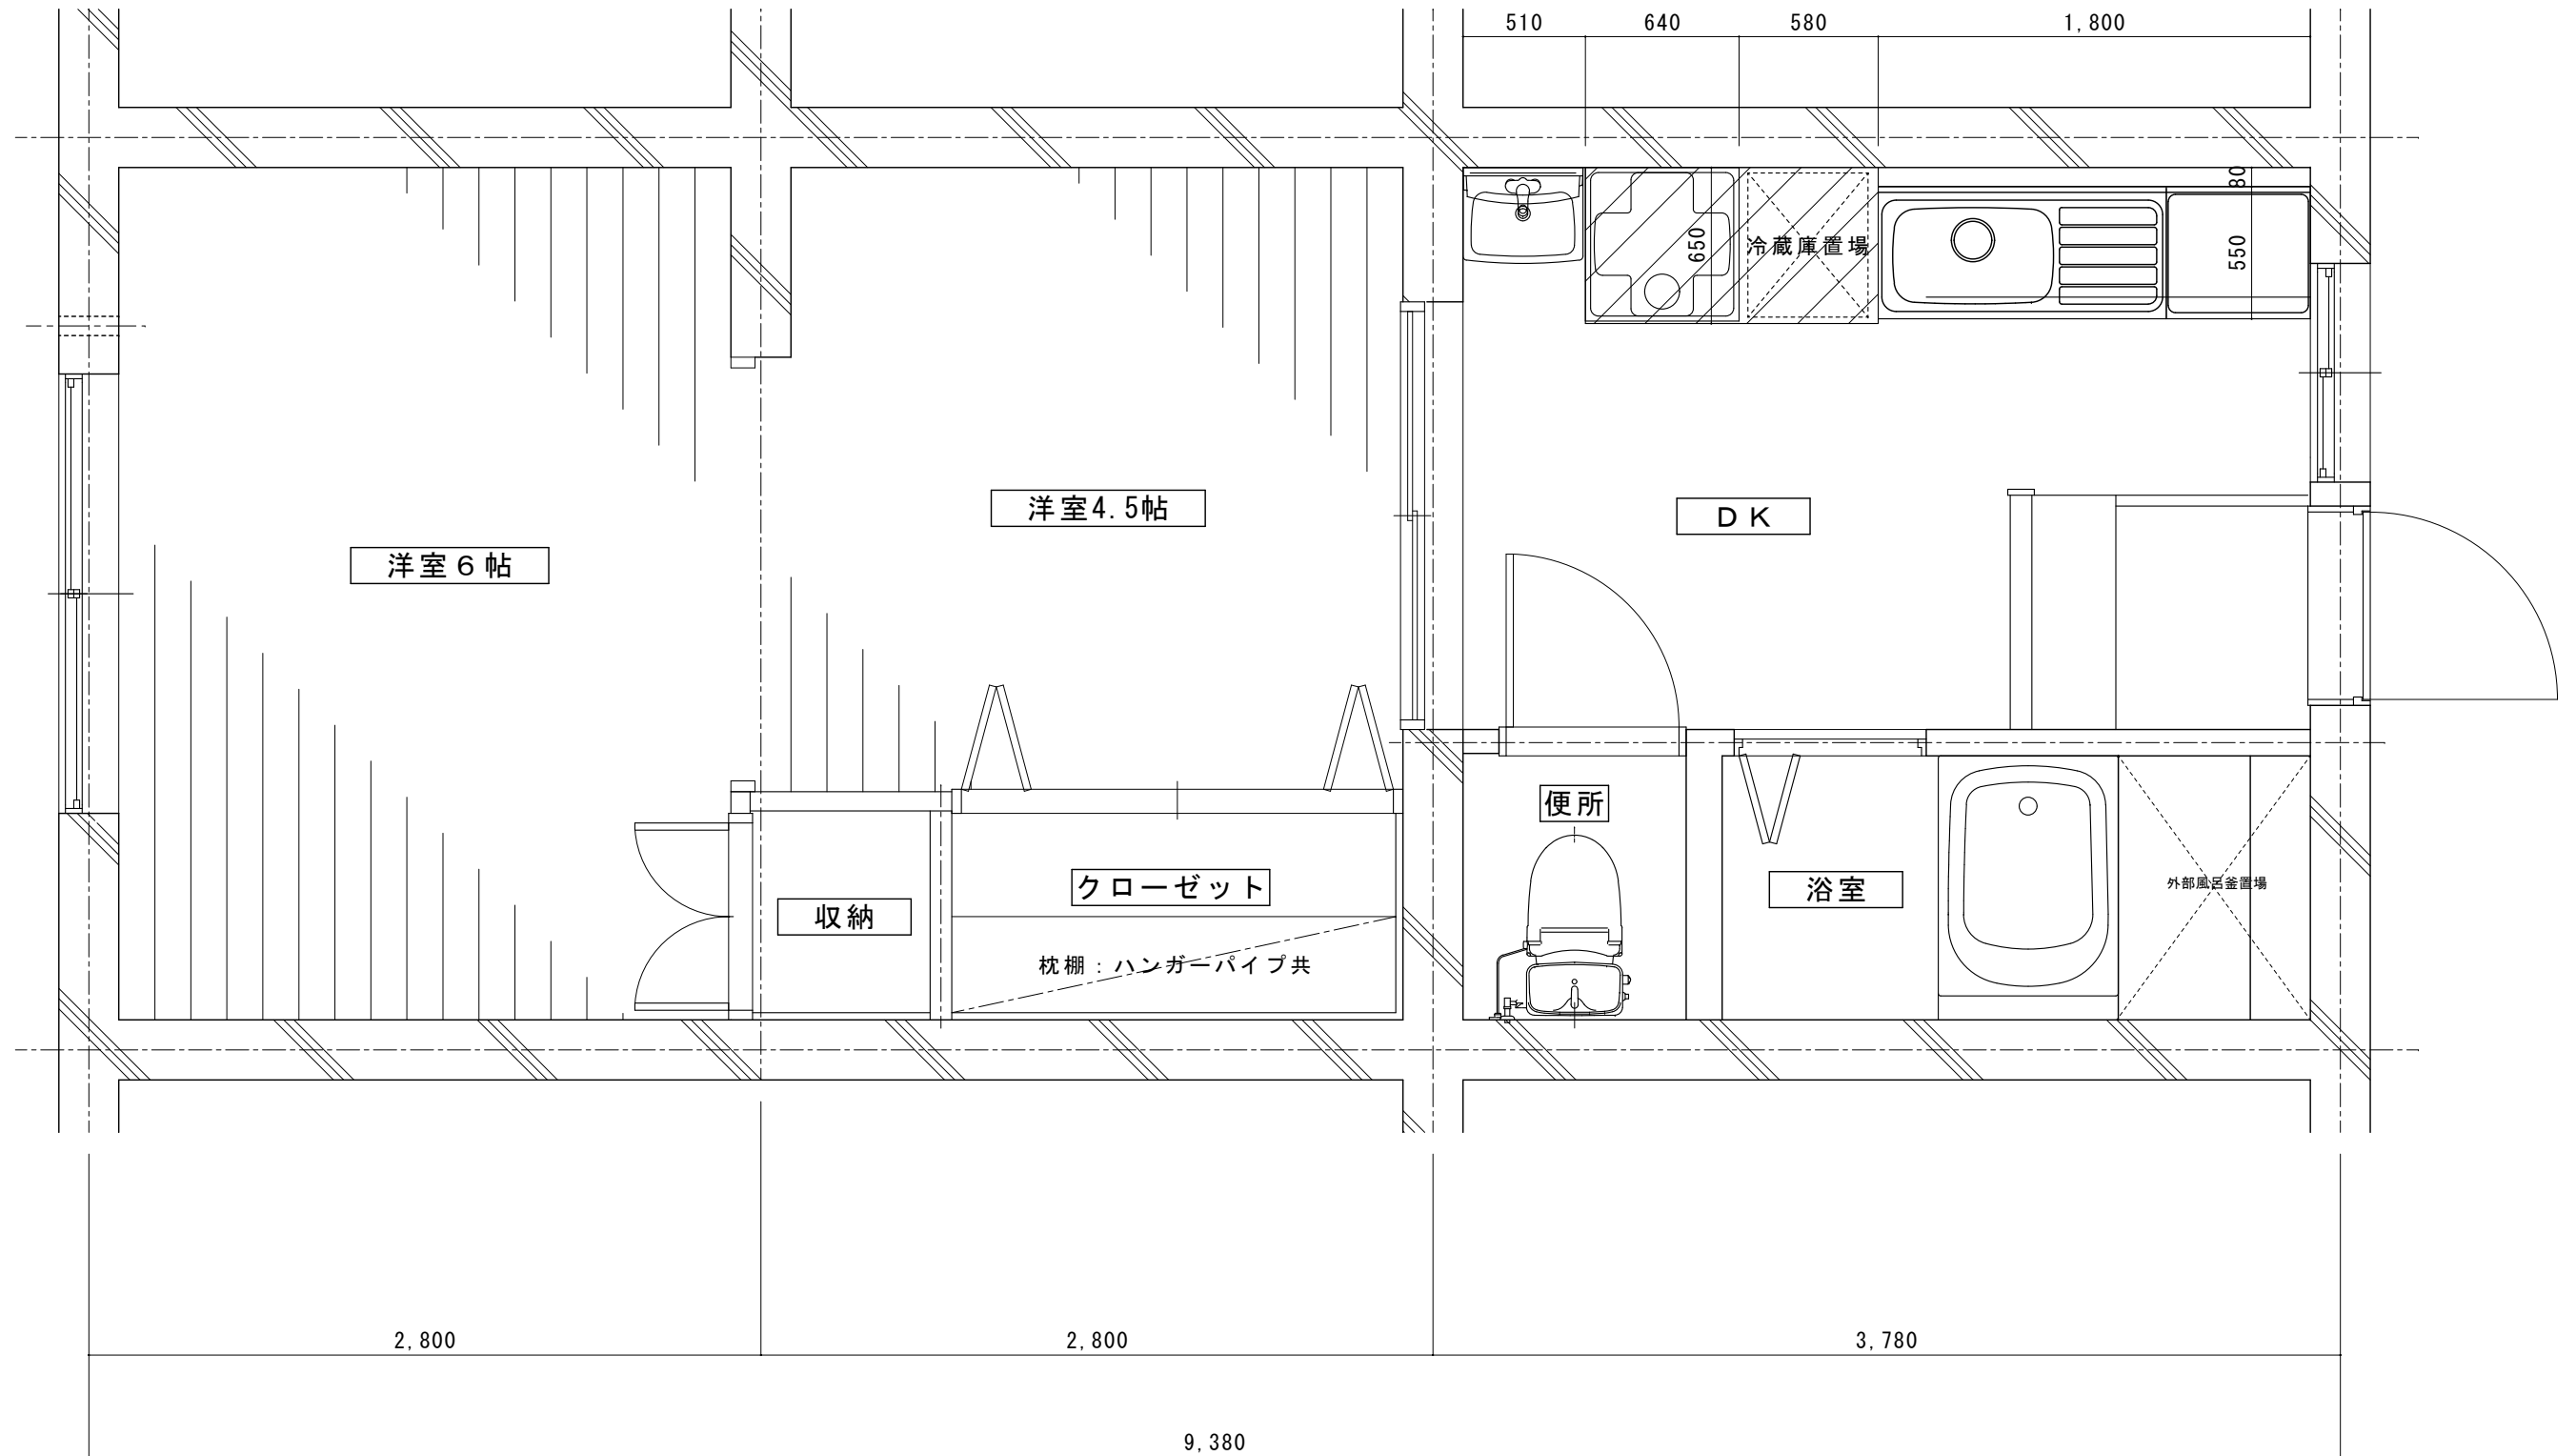 510 640 580 1,800
80
650
冷蔵庫置場
550
洋室4.5帖
DK
洋室6帖
便所
クローゼット
外部風呂釜置場
浴室
収納
枕棚：ハンガーパイプ共
2,800 2,800 3,780
9,380